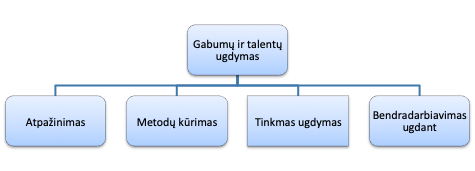 Gabumų ir talentų
ugdymas
Atpažinimas
Metodų kūrimas
Tinkmas ugdymas
Bendradarbiavimas
ugdant